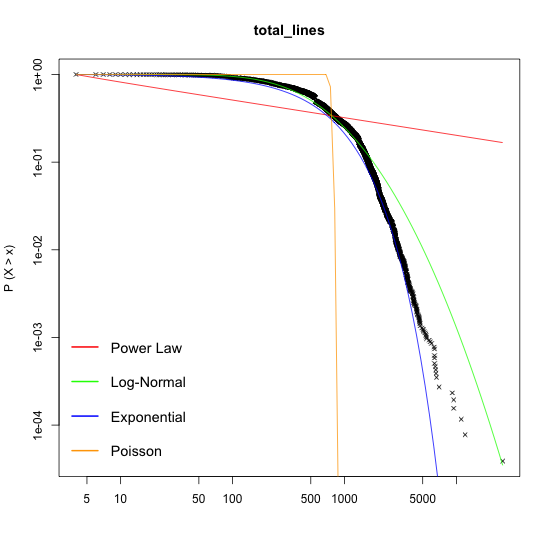 total_lines
P (X > x)
1e+00
1e-01
1e-02
1e-03
1e-04
Power Law
Log-Normal
Exponential
Poisson
5 10 50 100 500 1000 5000